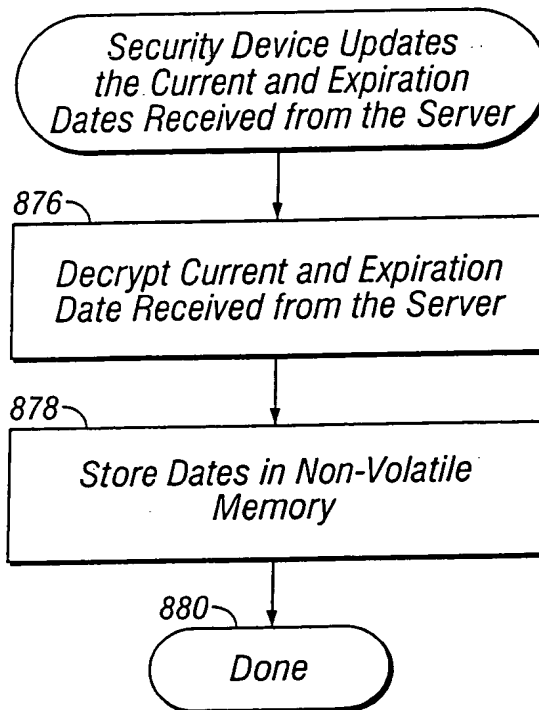 Security Device Updates
the Current and Expiration
Dates Received from the Server
876
Decrypt Current and Expiration
Date Received from the Server
878
Store Dates in Non-Volatile
Memory
880
Done